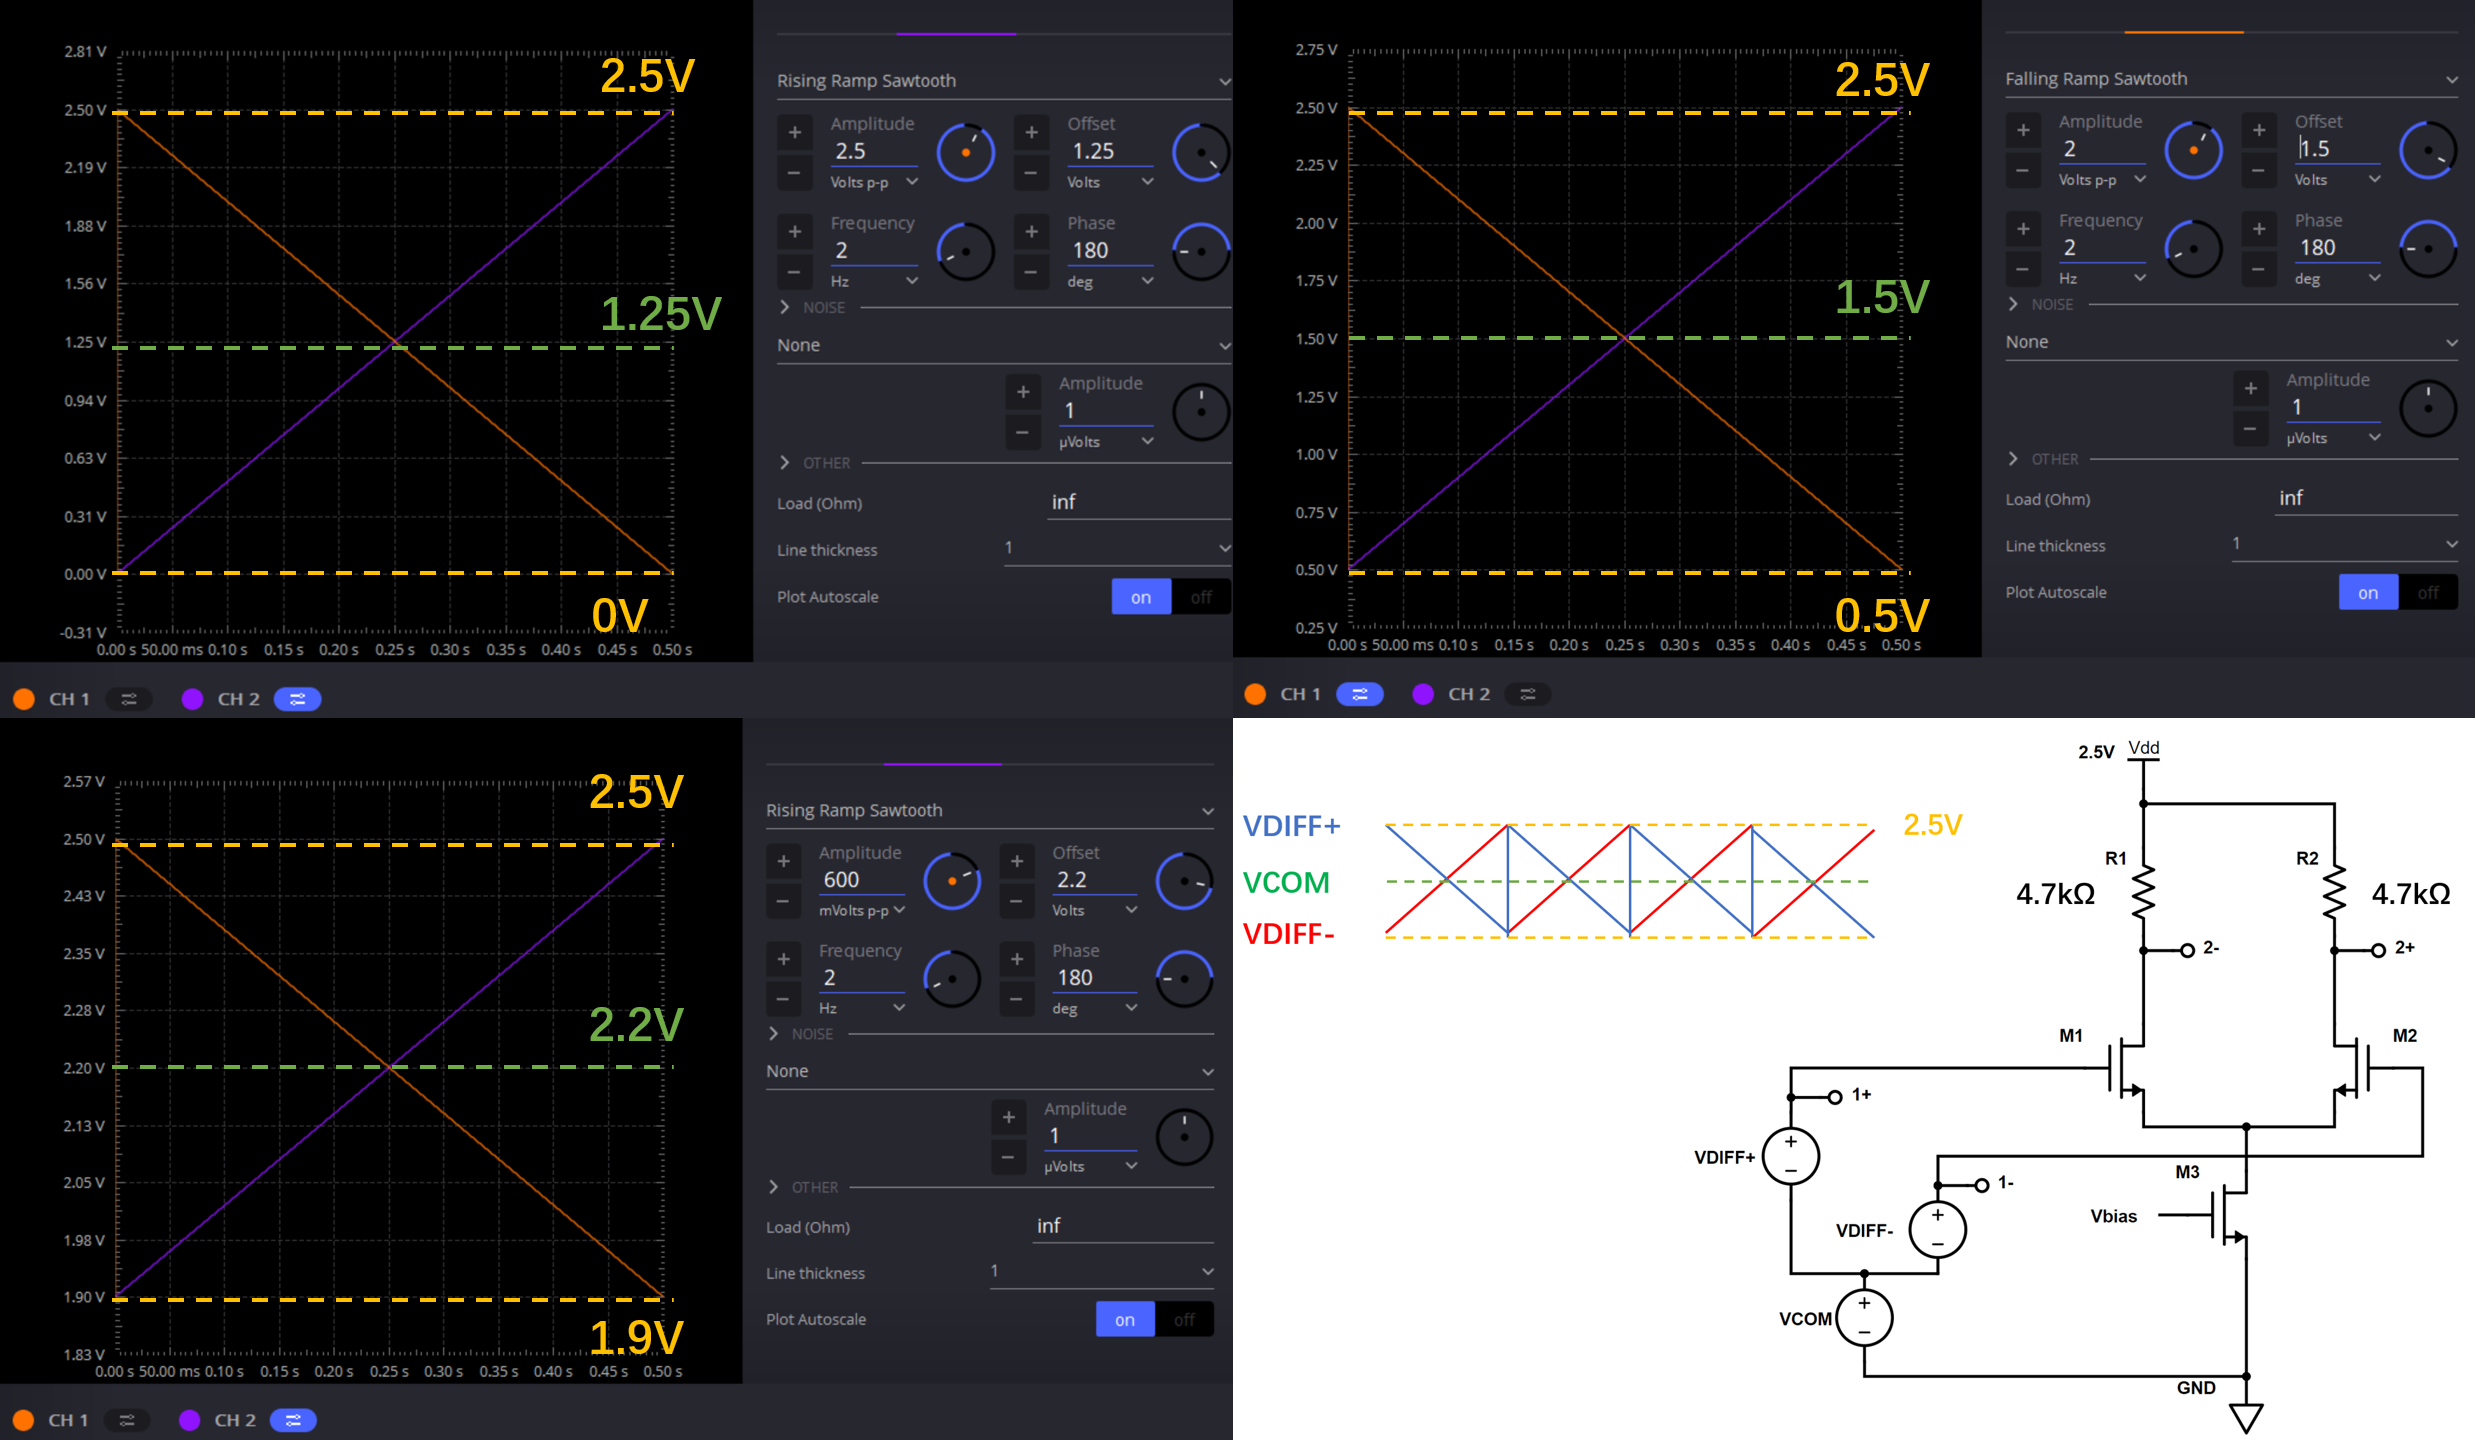 2.81 V
2.5V
2.50 V
2.19 V
1.88 V
1.56 V
1.25V
1.25 V
0.94 V
0.63 V
0.31 V
0.00 V
0V
-0.31 V
0.00 s 50.00 ms 0.10 s 0.15 s 0.20 s 0.25 s 0.30 s 0.35 s 0.40 s 0.45 s 0.50 s
CH 1 CH 2
Rising Ramp Sawtooth
Amplitude Offset
2.5 1.25
Volts p-p Volts
Frequency Phase
2 180
Hz deg
NOISE
None
Amplitude
1
µVolts
OTHER
Load (Ohm) inf
Line thickness 1
Plot Autoscale on off
2.75 V
2.5V
2.50 V
2.25 V
2.00 V
1.75 V
1.5V
1.50 V
1.25 V
1.00 V
0.75 V
0.50 V
0.5V
0.25 V
0.00 s 50.00 ms 0.10 s 0.15 s 0.20 s 0.25 s 0.30 s 0.35 s 0.40 s 0.45 s 0.50 s
CH 1 CH 2
Falling Ramp Sawtooth
Amplitude Offset
2 1.5
Volts p-p Volts
Frequency Phase
2 180
Hz deg
NOISE
None
Amplitude
1
µVolts
OTHER
Load (Ohm) inf
Line thickness 1
Plot Autoscale on off
2.57 V
2.5V
2.50 V
2.43 V
2.35 V
2.28 V
2.2V
2.20 V
2.13 V
2.05 V
1.98 V
1.90 V
1.9V
1.83 V
0.00 s 50.00 ms 0.10 s 0.15 s 0.20 s 0.25 s 0.30 s 0.35 s 0.40 s 0.45 s 0.50 s
CH 1 CH 2
Rising Ramp Sawtooth
Amplitude Offset
600 2.2
mVolts p-p Volts
Frequency Phase
2 180
Hz deg
NOISE
None
Amplitude
1
µVolts
OTHER
Load (Ohm) inf
Line thickness 1
Plot Autoscale on off
VDIFF+ 2.5V
VCOM
VDIFF-
2.5V Vdd
R1 R2
4.7kΩ 4.7kΩ
2- 2+
M1 M2
1+
VDIFF+ + −
M3
1-
Vbias
VDIFF- + −
VCOM + −
GND